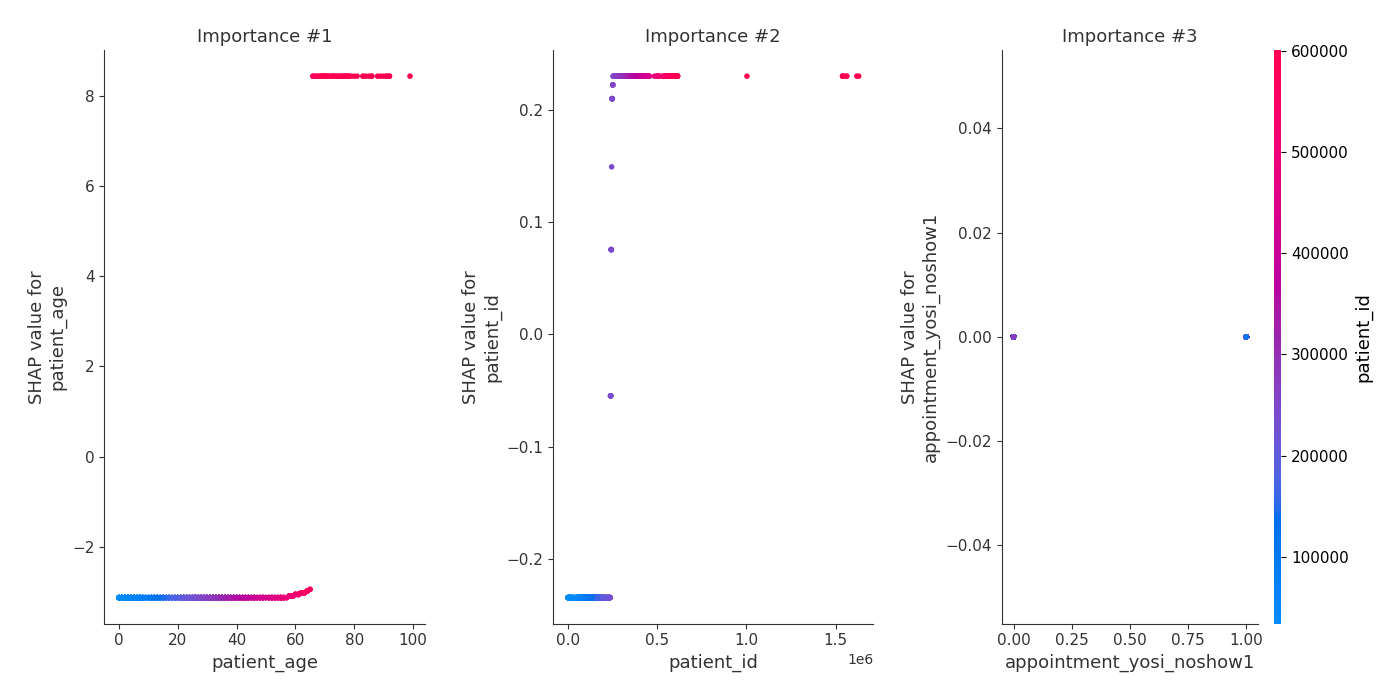 Importance #1
SHAP value for
patient_age
8
6
4
2
0
−2
0
20
40
60
80
100
patient_age
Importance #2
SHAP value for
patient_id
0.2
0.1
0.0
−0.1
−0.2
0.0
0.5
1.0
1.5
1e6
patient_id
Importance #3
SHAP value for
appointment_yosi_noshow1
0.04
0.02
0.00
−0.02
−0.04
0.00
0.25
0.50
0.75
1.00
appointment_yosi_noshow1
600000
500000
400000
300000
200000
100000
patient_id